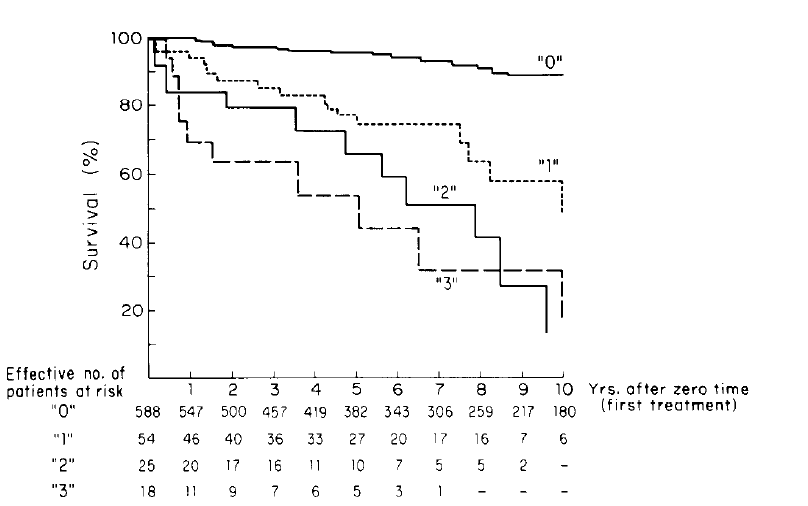 100
80
60
40
20
Survival (%)
"0"
"1"
"2"
"3"
Effective no. of
patients at risk
1 2 3 4 5 6 7 8 9 10
Yrs. after zero time
(first treatment)
"0" 588 547 500 457 419 382 343 306 259 217 180
"1" 54 46 40 36 33 27 20 17 16 7 6
"2" 25 20 17 16 11 10 7 5 5 2 -
"3" 18 11 9 7 6 5 3 1 - - -